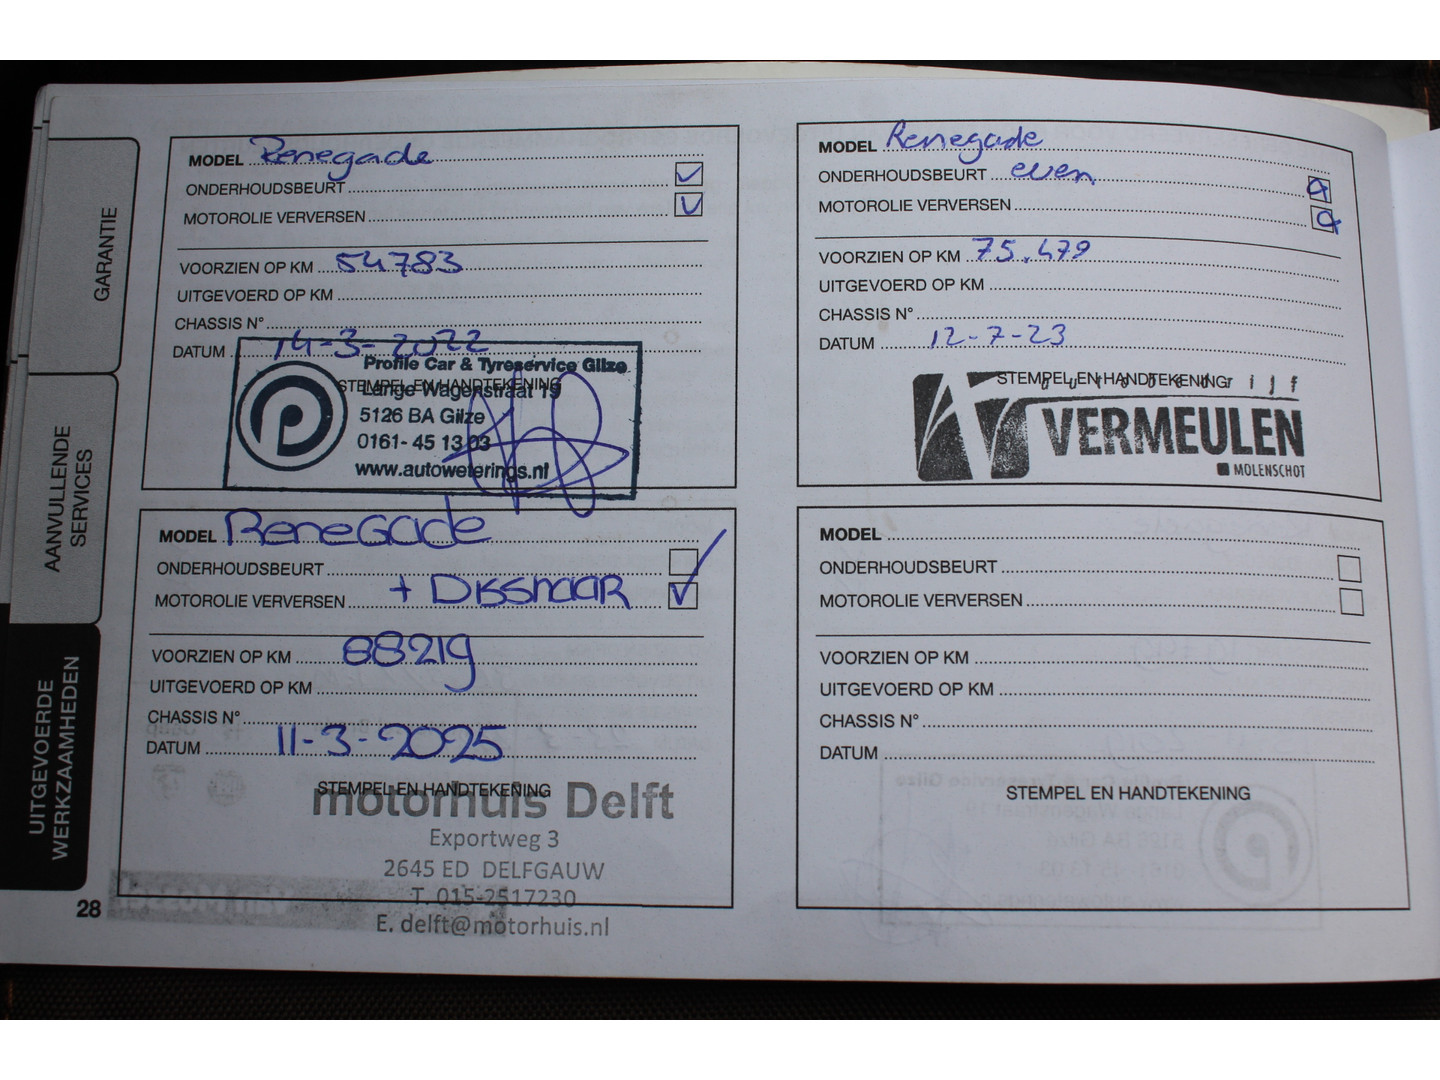 GARANTIE
AANVULLENDE
SERVICES
UITGEVOERDE
WERKZAAMHEDEN
MODEL Renegade
ONDERHOUDSBEURT
MOTOROLIE VERVERSEN
VOORZIEN OP KM 54783
UITGEVOERD OP KM
CHASSIS N°
DATUM 14-3-2022
STEMPEL EN HANDTEKENING
Profile Car & Tyreservice Gilze
Lange Wagenstraat 19
5126 BA Gilze
0161- 45 13 03
www.autoweterings.nl
MODEL Renegade
ONDERHOUDSBEURT even
MOTOROLIE VERVERSEN
VOORZIEN OP KM 75.479
UITGEVOERD OP KM
CHASSIS N°
DATUM 12-7-23
STEMPEL EN HANDTEKENING
autobedrijf
VERMEULEN
MOLENSCHOT
MODEL ReneGade
ONDERHOUDSBEURT
MOTOROLIE VERVERSEN + DISSNAAR
VOORZIEN OP KM 88219
UITGEVOERD OP KM
CHASSIS N°
DATUM 11-3-2025
STEMPEL EN HANDTEKENING
motorhuis Delft
Exportweg 3
2645 ED DELFGAUW
T. 015-2517230
E. delft@motorhuis.nl
MODEL
ONDERHOUDSBEURT
MOTOROLIE VERVERSEN
VOORZIEN OP KM
UITGEVOERD OP KM
CHASSIS N°
DATUM
STEMPEL EN HANDTEKENING
28